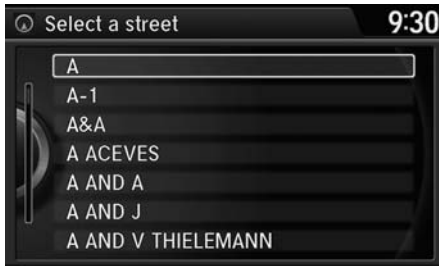 Select a street
9:30
A
A-1
A&A
A ACEVES
A AND A
A AND J
A AND V THIELEMANN